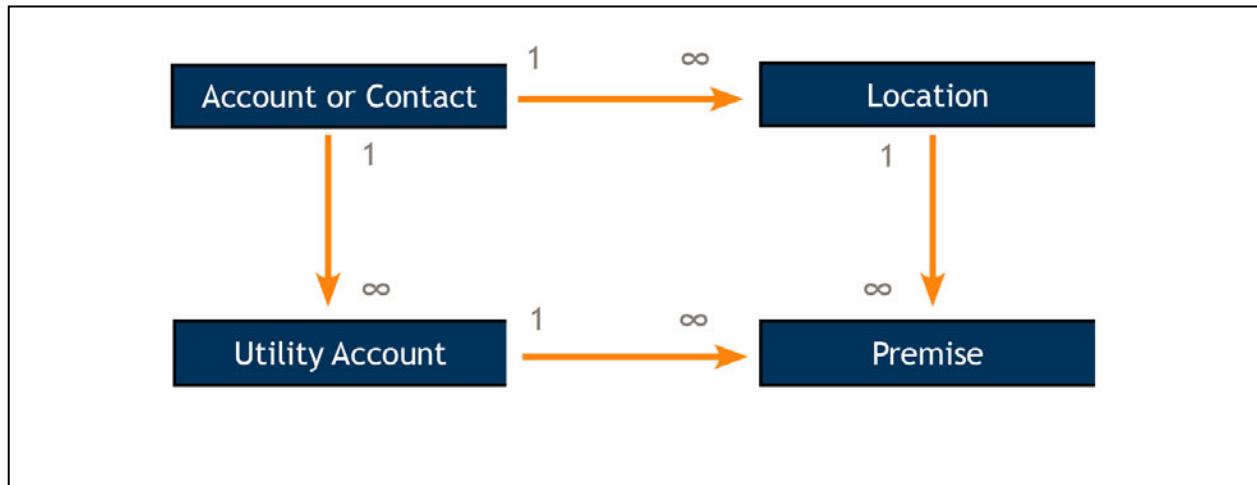 1 ∞
Account or Contact Location
1 1
∞ ∞
1 ∞
Utility Account Premise